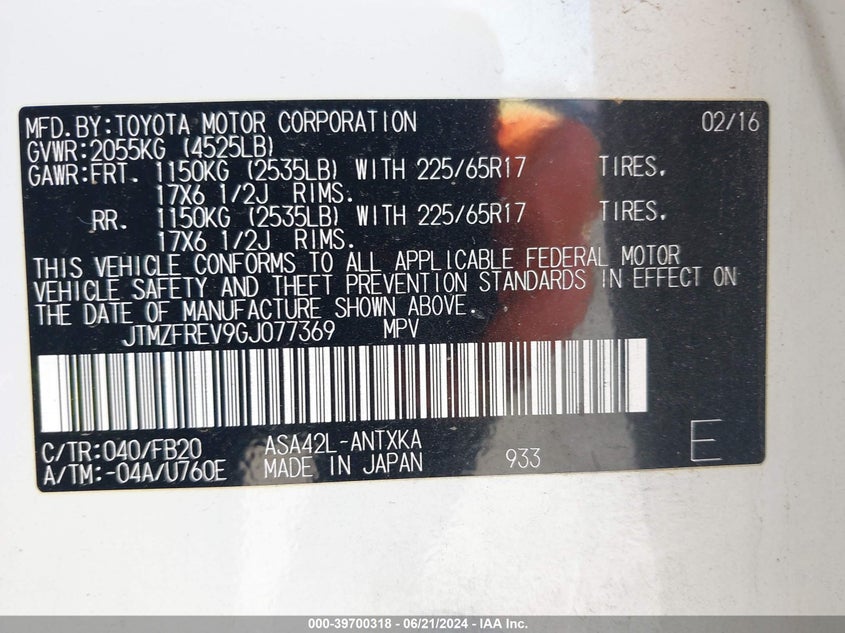 MFD.BY:TOYOTA MOTOR CORPORATION 02/16
GVWR:2055KG (4525LB)
GAWR:FRT. 1150KG (2535LB) WITH 225/65R17 TIRES.
17X6 1/2J RIMS.
RR. 1150KG (2535LB) WITH 225/65R17 TIRES.
17X6 1/2J RIMS.
THIS VEHICLE CONFORMS TO ALL APPLICABLE FEDERAL MOTOR
VEHICLE SAFETY AND THEFT PREVENTION STANDARDS IN EFFECT ON
THE DATE OF MANUFACTURE SHOWN ABOVE.
JTMZFREV9GJ077369 MPV
C/TR:040/FB20 ASA42L-ANTXKA
A/TM:-04A/U760E MADE IN JAPAN 933 E
000-39700318 - 06/21/2024 - IAA Inc.